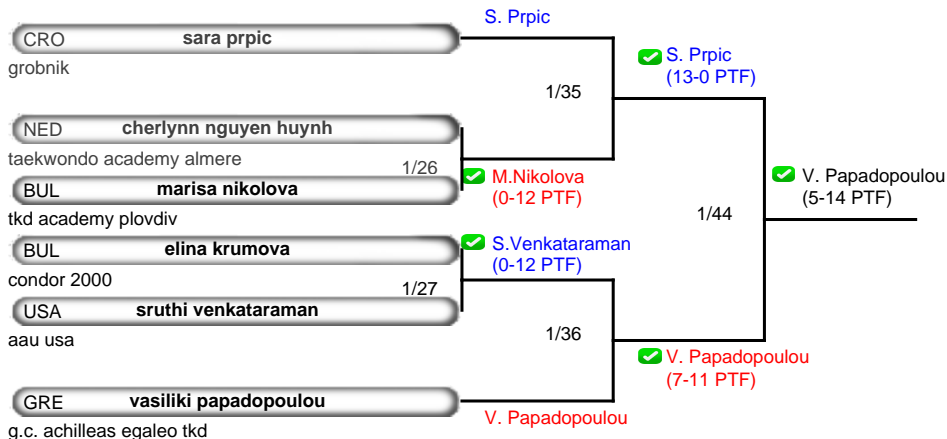 S. Prpic
CRO sara prpic
grobnik
S. Prpic
(13-0 PTF)
1/35
NED cherlynn nguyen huynh
taekwondo academy almere
1/26
M.Nikolova
(0-12 PTF)
BUL marisa nikolova
tkd academy plovdiv
V. Papadopoulou
(5-14 PTF)
1/44
BUL elina krumova
condor 2000
S.Venkataraman
(0-12 PTF)
1/27
USA sruthi venkataraman
aau usa
1/36
V. Papadopoulou
(7-11 PTF)
GRE vasiliki papadopoulou
g.c. achilleas egaleo tkd
V. Papadopoulou